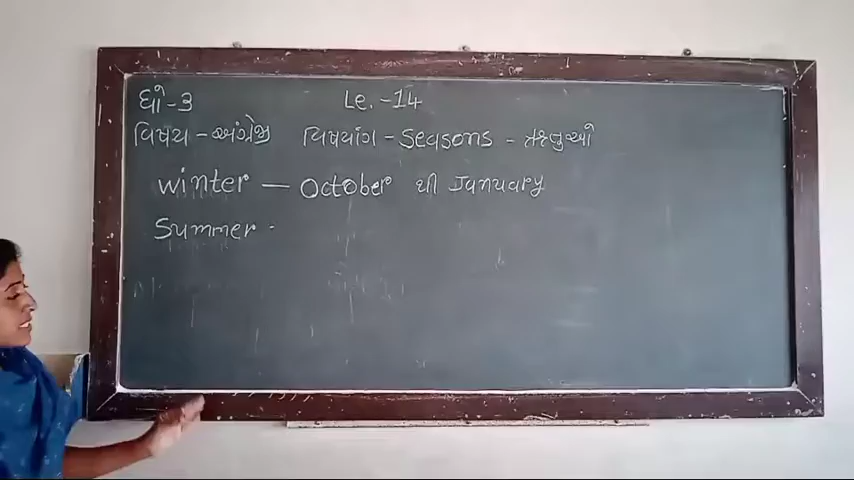 ધો-3 Le.-14
વિષય - અંગ્રેજી વિષયાંગ - Seasons - ઋતુઓ
winter — October થી January
Summer -